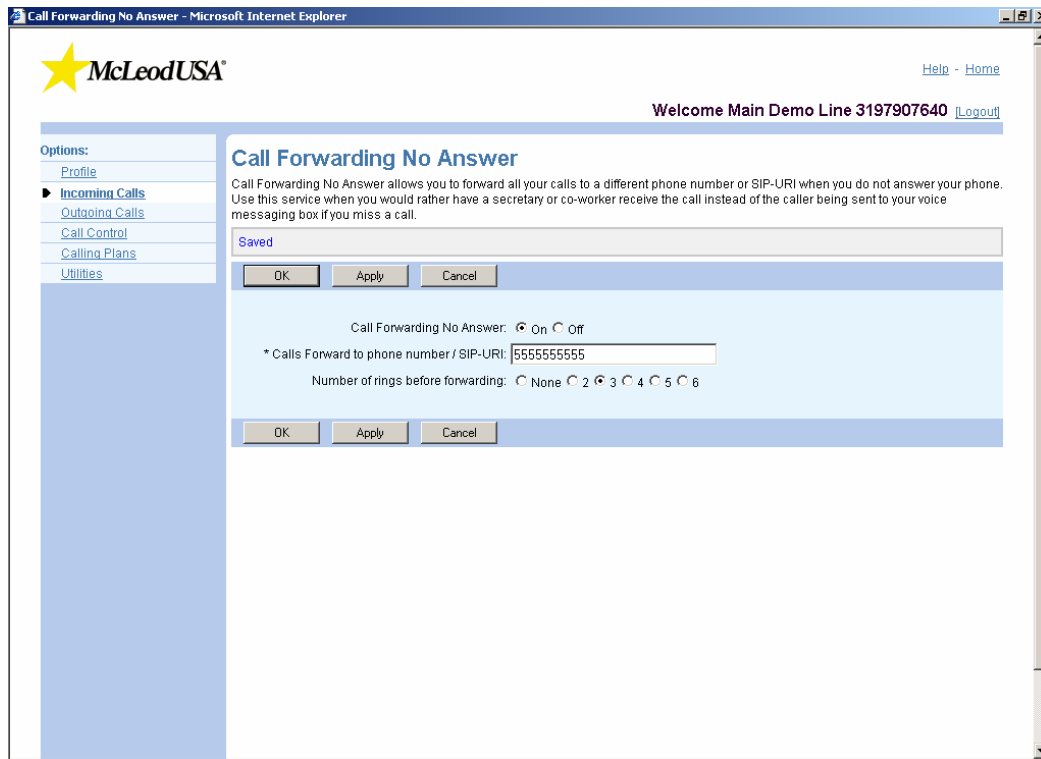 Call Forwarding No Answer - Microsoft Internet Explorer
McLeodUSA®
Help - Home
Welcome Main Demo Line 3197907640 [Logout]
Options:
Profile
Incoming Calls
Outgoing Calls
Call Control
Calling Plans
Utilities
Call Forwarding No Answer
Call Forwarding No Answer allows you to forward all your calls to a different phone number or SIP-URI when you do not answer your phone.
Use this service when you would rather have a secretary or co-worker receive the call instead of the caller being sent to your voice
messaging box if you miss a call.
Saved
OK Apply Cancel
Call Forwarding No Answer: On Off
* Calls Forward to phone number / SIP-URI: 5555555555
Number of rings before forwarding: None 2 3 4 5 6
OK Apply Cancel